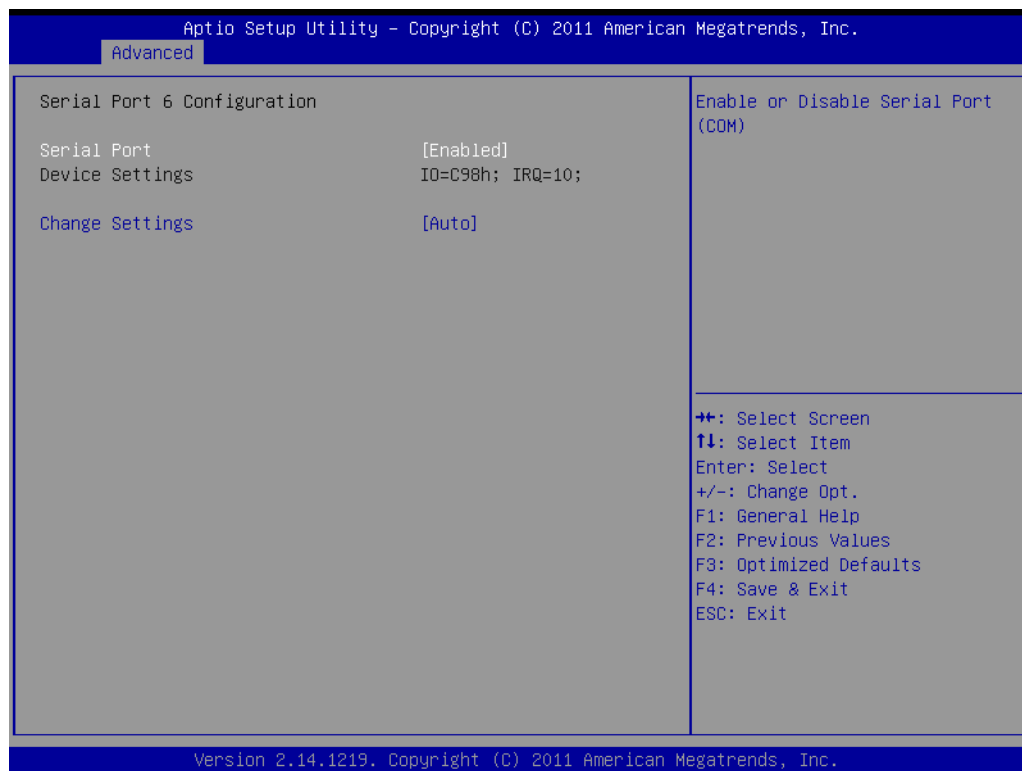 Aptio Setup Utility – Copyright (C) 2011 American Megatrends, Inc.
Advanced
Serial Port 6 Configuration
Serial Port [Enabled]
Device Settings IO=C98h; IRQ=10;
Change Settings [Auto]
Enable or Disable Serial Port
(COM)
→←: Select Screen
↑↓: Select Item
Enter: Select
+/-: Change Opt.
F1: General Help
F2: Previous Values
F3: Optimized Defaults
F4: Save & Exit
ESC: Exit
Version 2.14.1219. Copyright (C) 2011 American Megatrends, Inc.